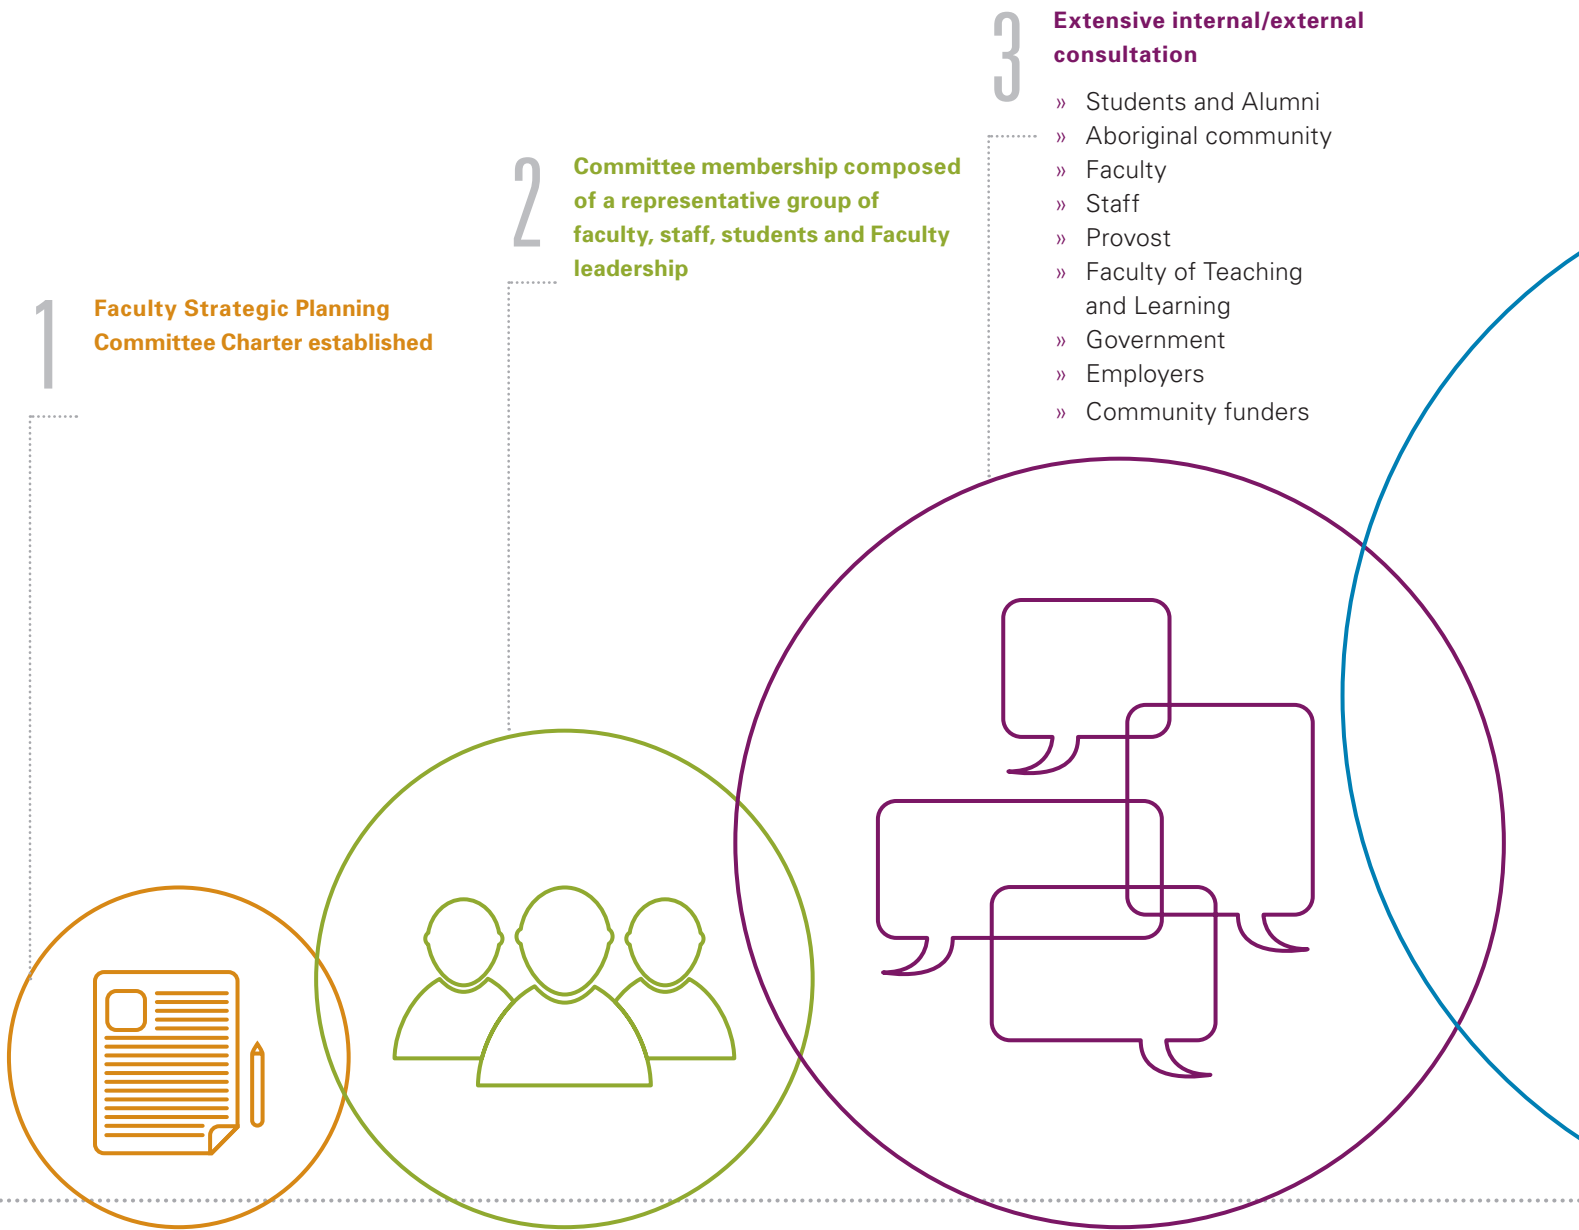 1
Faculty Strategic Planning
Committee Charter established
2
Committee membership composed
of a representative group of
faculty, staff, students and Faculty
leadership
3
Extensive internal/external
consultation
» Students and Alumni
» Aboriginal community
» Faculty
» Staff
» Provost
» Faculty of Teaching
and Learning
» Government
» Employers
» Community funders